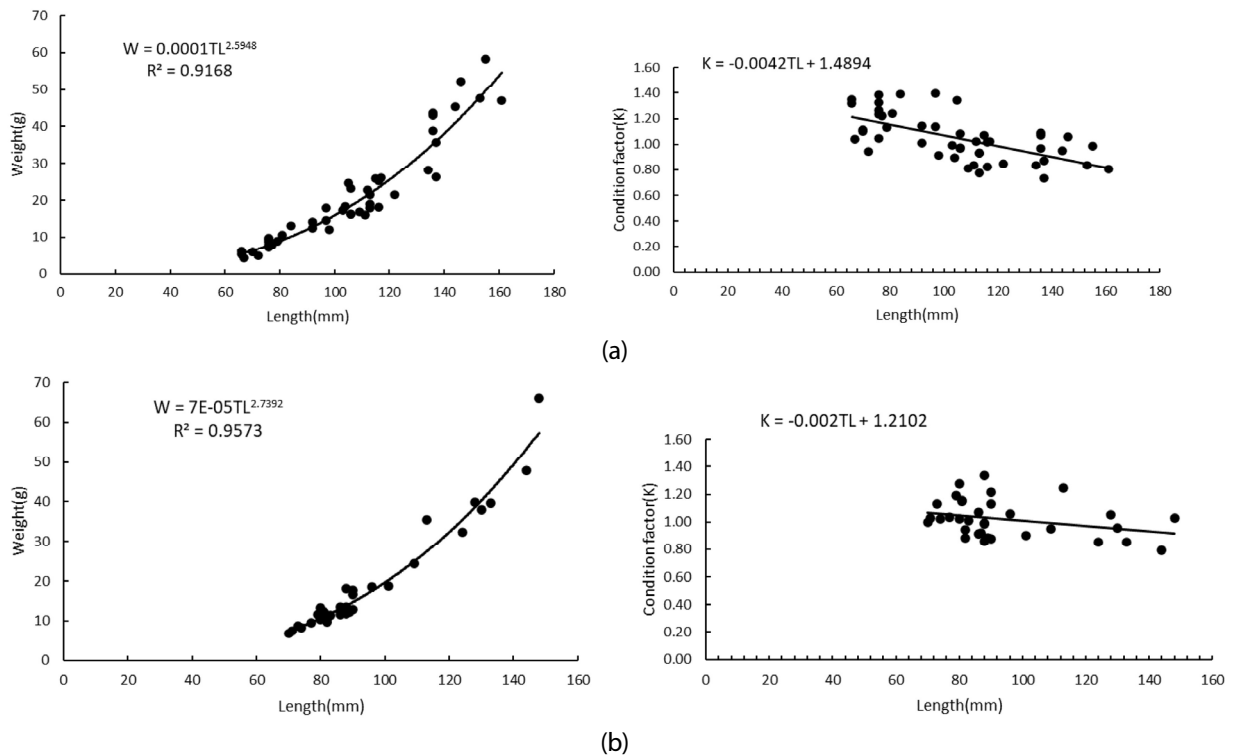 W = 0.0001TL^2.5948
R² = 0.9168
Weight(g)
70
60
50
40
30
20
10
0
0 20 40 60 80 100 120 140 160 180
Length(mm)
K = -0.0042TL + 1.4894
Condition factor(K)
1.60
1.40
1.20
1.00
0.80
0.60
0.40
0.20
0.00
0 20 40 60 80 100 120 140 160 180
Length(mm)
(a)
W = 7E-05TL^2.7392
R² = 0.9573
Weight(g)
70
60
50
40
30
20
10
0
0 20 40 60 80 100 120 140 160
Length(mm)
K = -0.002TL + 1.2102
Condition factor(K)
1.60
1.40
1.20
1.00
0.80
0.60
0.40
0.20
0.00
0 20 40 60 80 100 120 140 160
Length(mm)
(b)